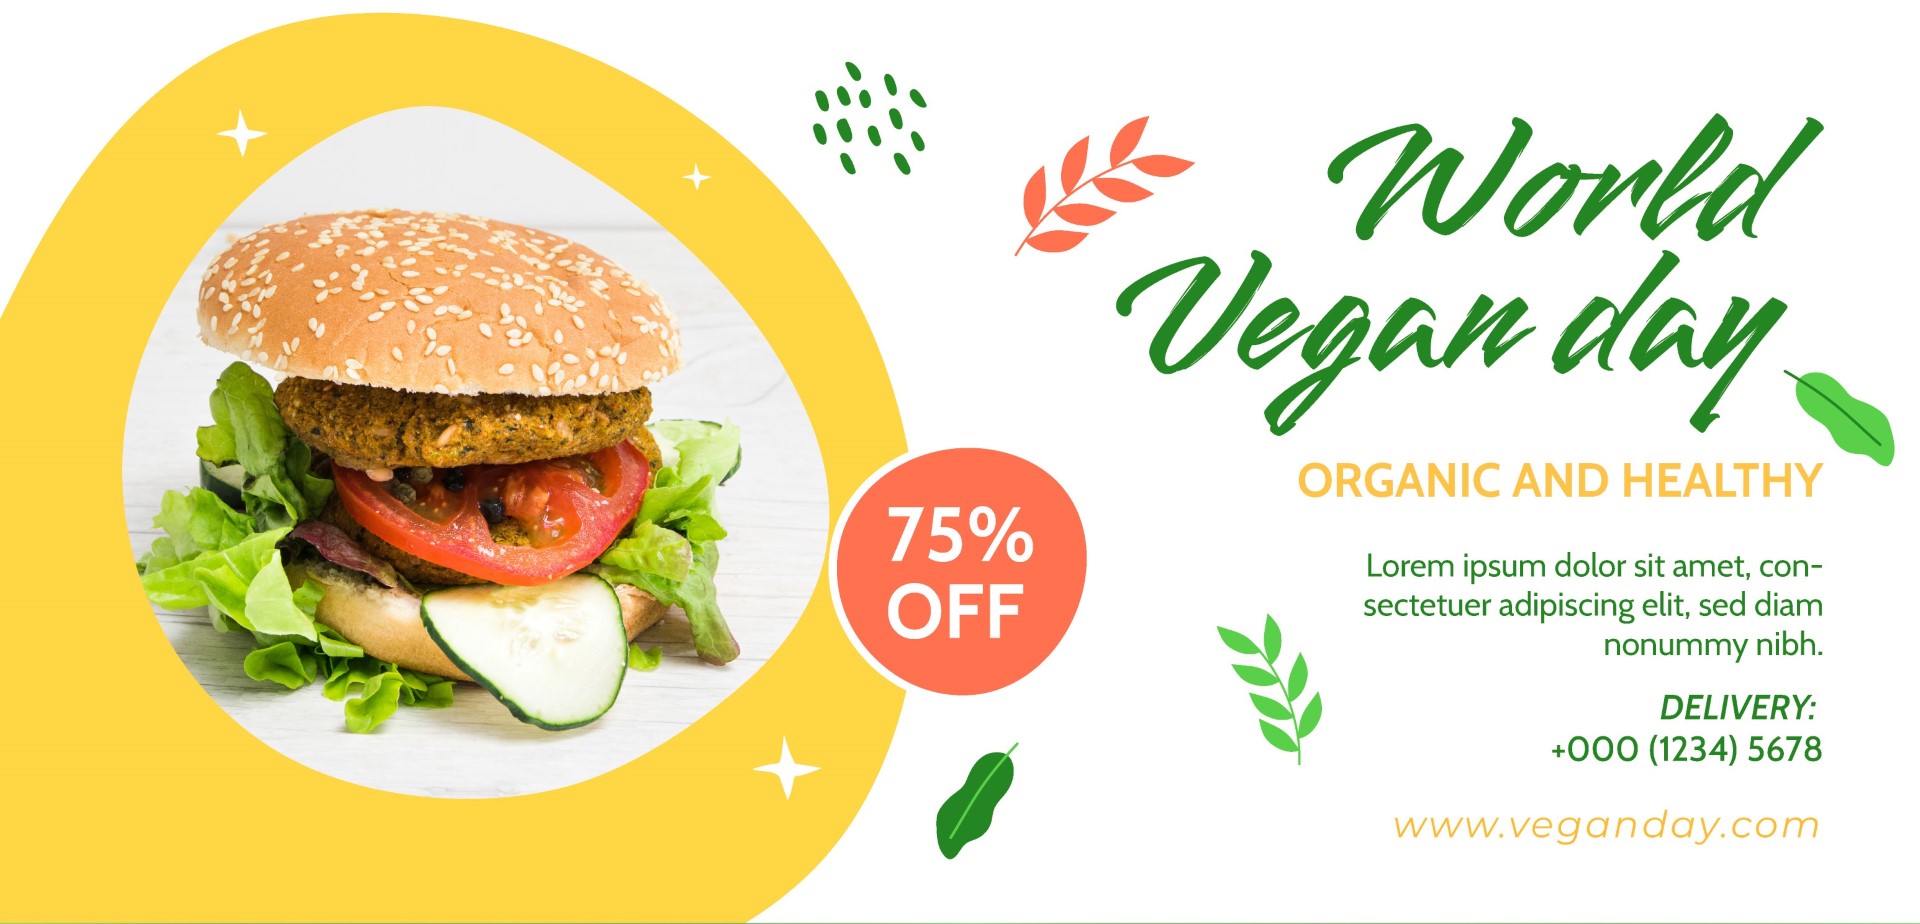 World
Vegan day
ORGANIC AND HEALTHY
75%
OFF
Lorem ipsum dolor sit amet, con-
sectetuer adipiscing elit, sed diam
nonummy nibh.
DELIVERY:
+000 (1234) 5678
www.veganday.com